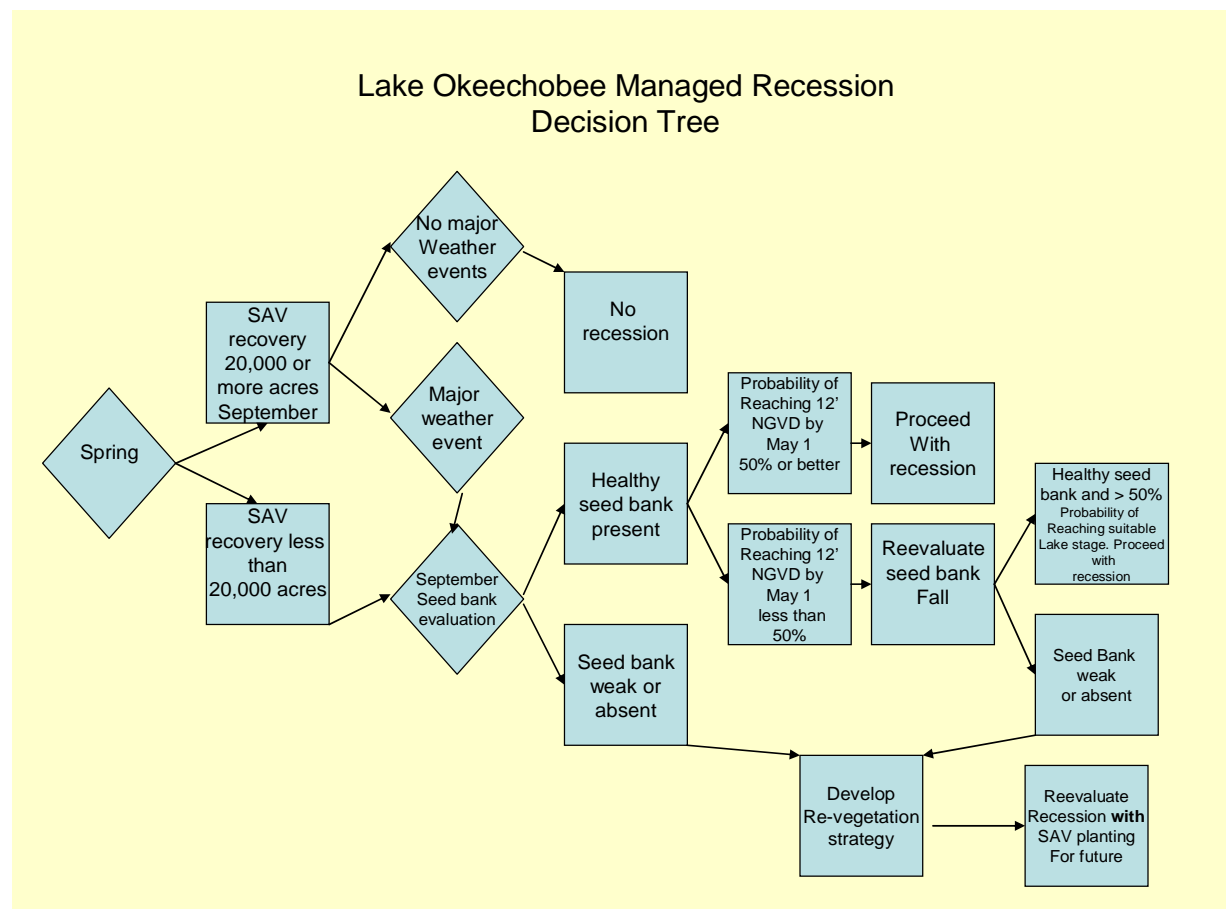 Lake Okeechobee Managed Recession
Decision Tree
No major
Weather
events
No
recession
SAV
recovery
20,000 or
more acres
September
Major
weather
event
Spring
SAV
recovery less
than
20,000 acres
September
Seed bank
evaluation
Healthy
seed bank
present
Seed bank
weak or
absent
Probability of
Reaching 12’
NGVD by
May 1
50% or better
Proceed
With
recession
Probability of
Reaching 12’
NGVD by
May 1
less than
50%
Reevaluate
seed bank
Fall
Healthy seed
bank and > 50%
Probability of
Reaching suitable
Lake stage. Proceed
with
recession
Seed Bank
weak
or absent
Develop
Re-vegetation
strategy
Reevaluate
Recession with
SAV planting
For future